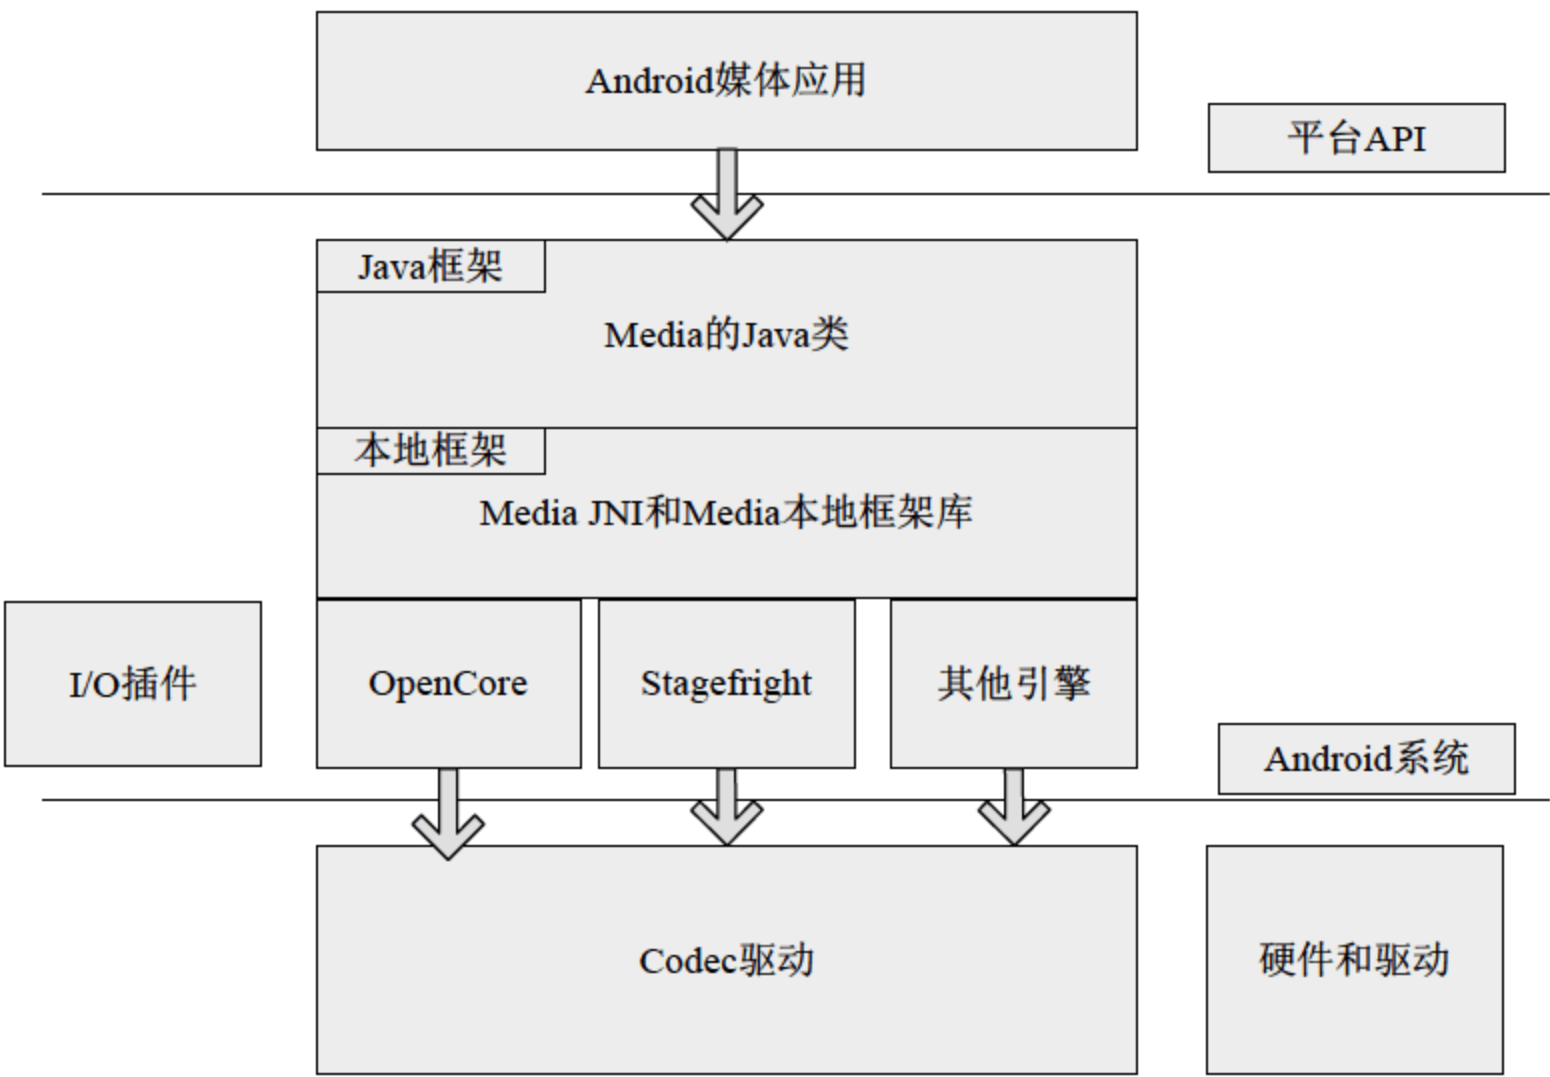 Android媒体应用
平台API
Java框架
Media的Java类
本地框架
Media JNI和Media本地框架库
I/O插件
OpenCore
Stagefright
其他引擎
Android系统
Codec驱动
硬件和驱动